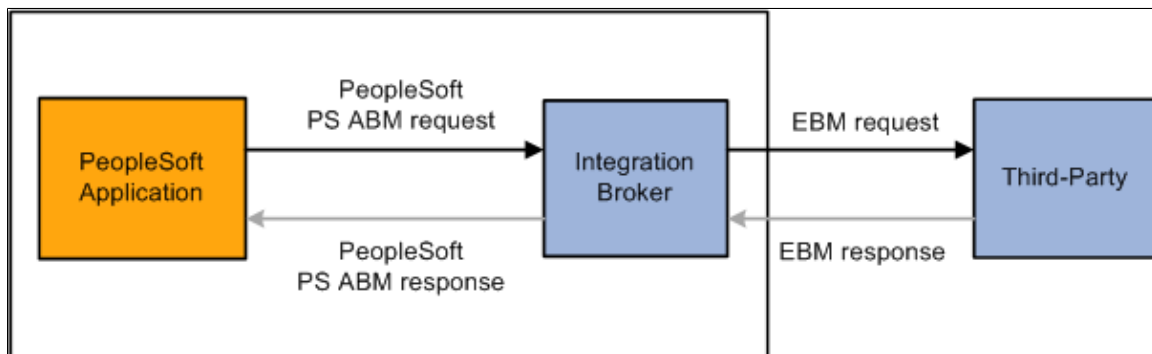 PeopleSoft
Application
PeopleSoft
PS ABM request
PeopleSoft
PS ABM response
Integration
Broker
EBM request
EBM response
Third-Party